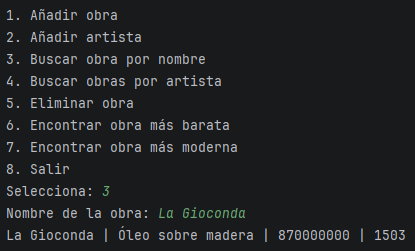 1. Añadir obra
2. Añadir artista
3. Buscar obra por nombre
4. Buscar obras por artista
5. Eliminar obra
6. Encontrar obra más barata
7. Encontrar obra más moderna
8. Salir
Selecciona: 3
Nombre de la obra: La Gioconda
La Gioconda | Óleo sobre madera | 870000000 | 1503